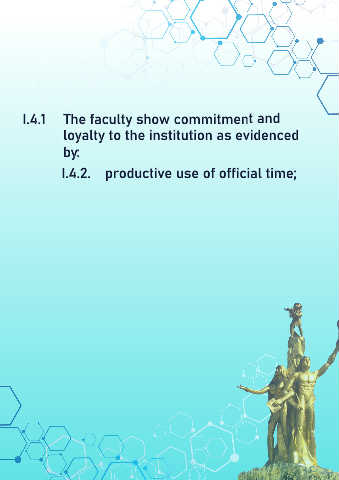 I.4.1 The faculty show commitment and
loyalty to the institution as evidenced
by:
I.4.2. productive use of official time;